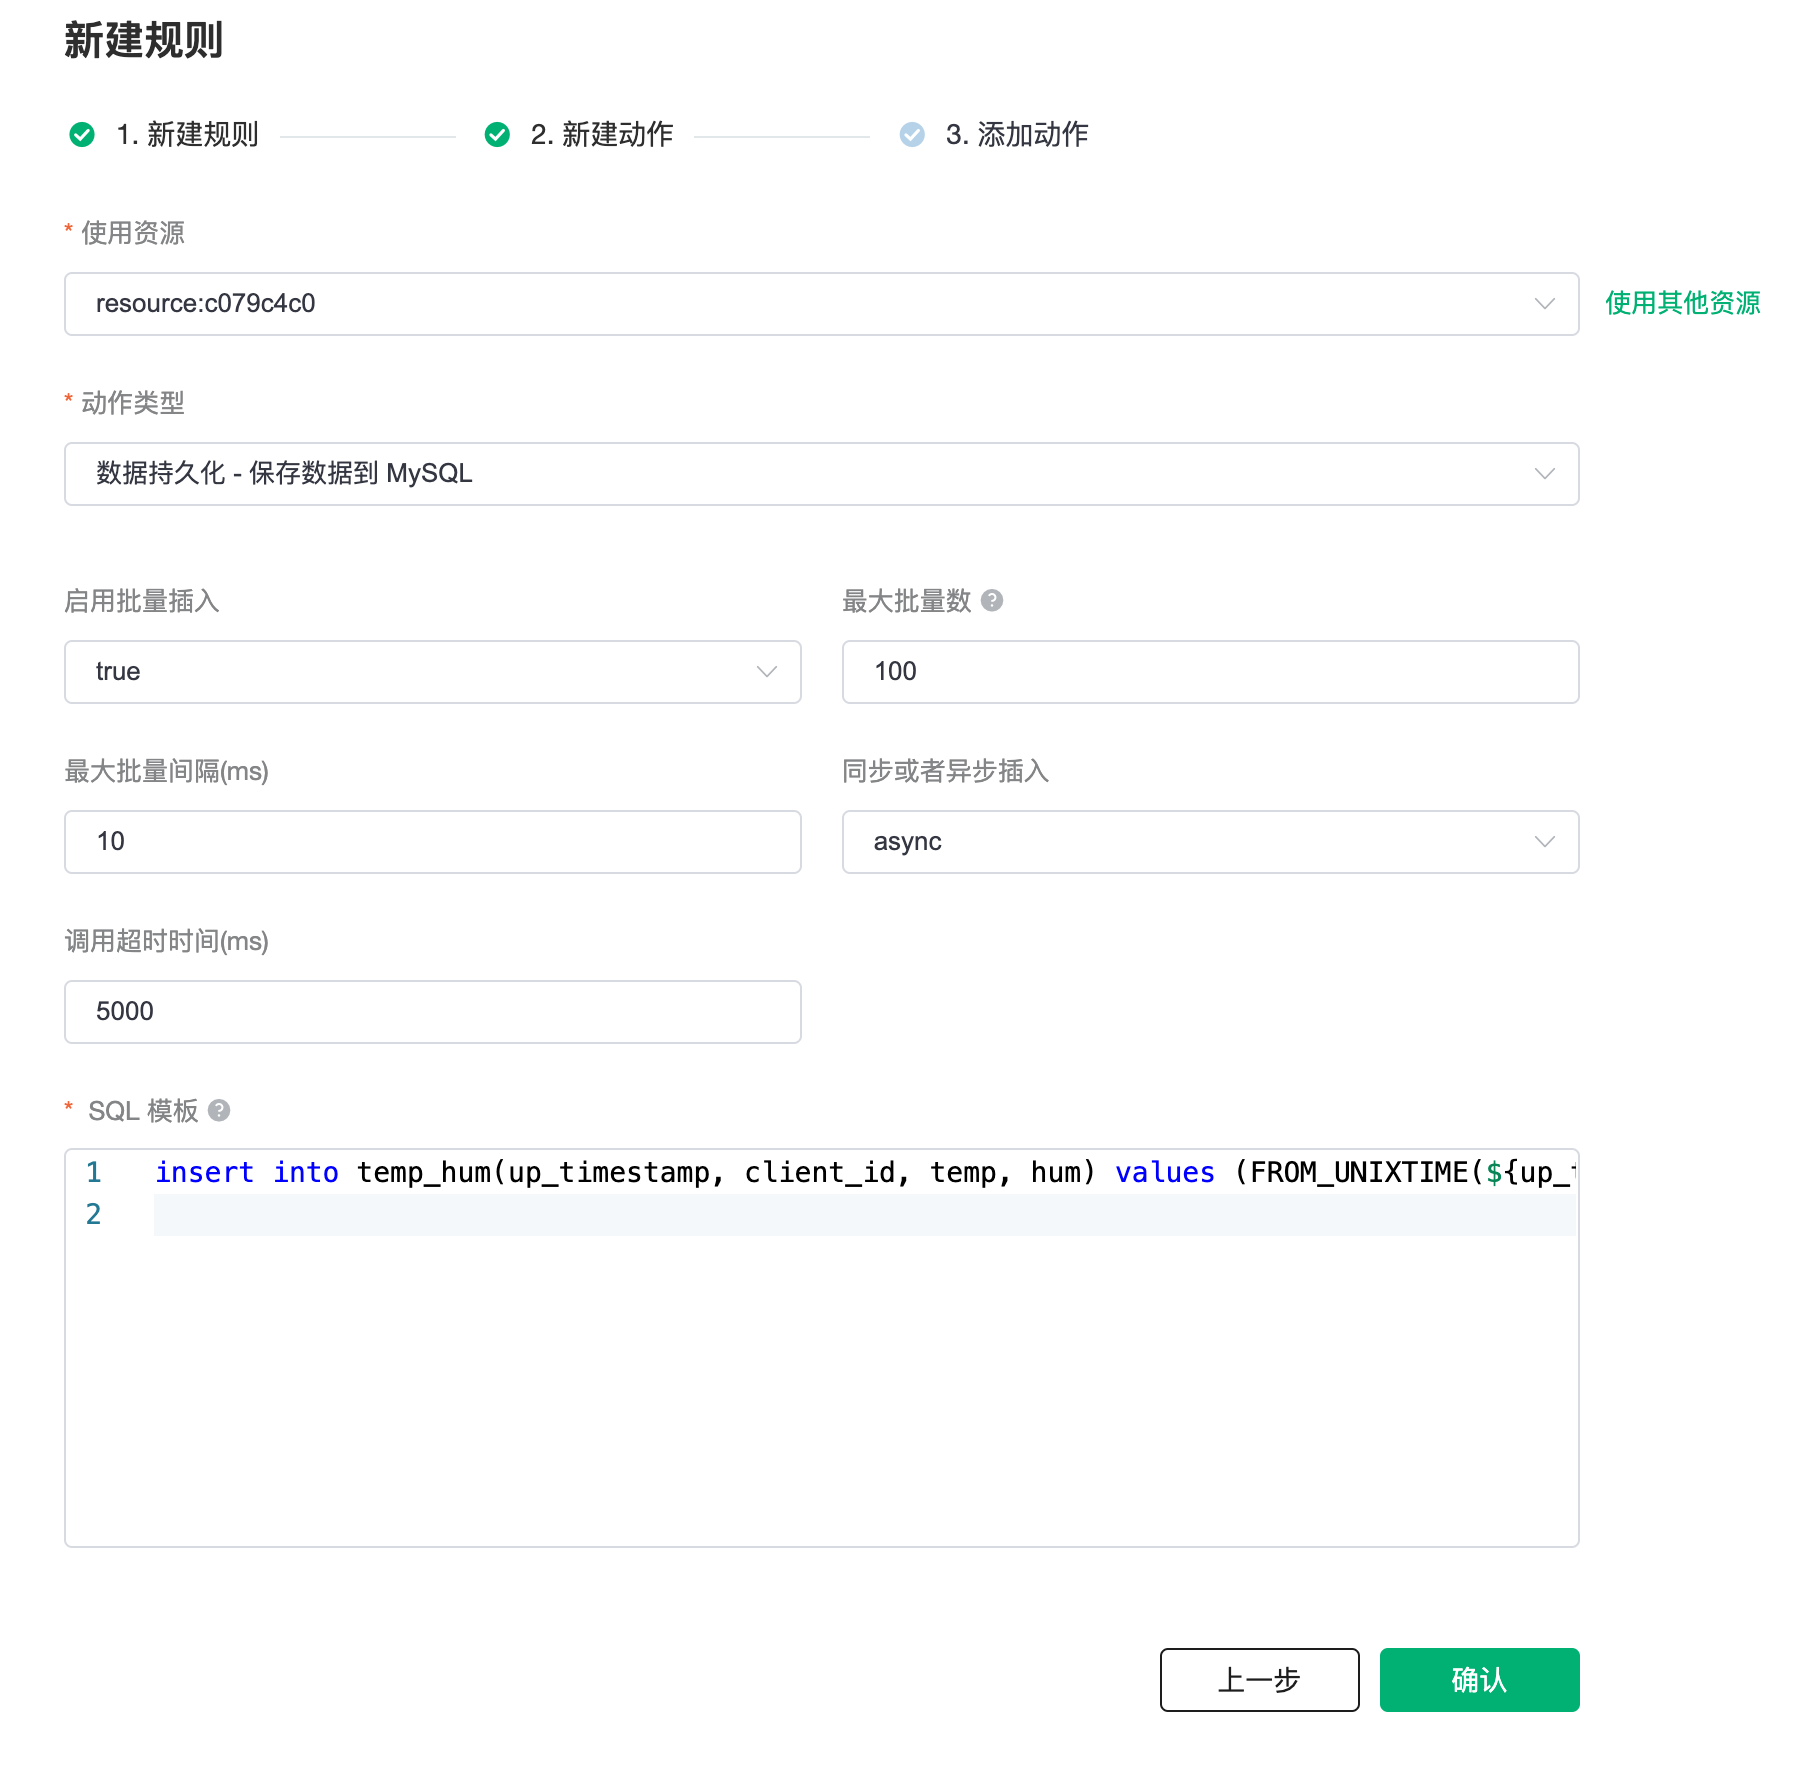 新建规则
1. 新建规则
2. 新建动作
3. 添加动作
* 使用资源
resource:c079c4c0
使用其他资源
* 动作类型
数据持久化 - 保存数据到 MySQL
启用批量插入
最大批量数
true
100
最大批量间隔(ms)
同步或者异步插入
10
async
调用超时时间(ms)
5000
* SQL 模板
1 insert into temp_hum(up_timestamp, client_id, temp, hum) values (FROM_UNIXTIME(${up_
2
上一步
确认